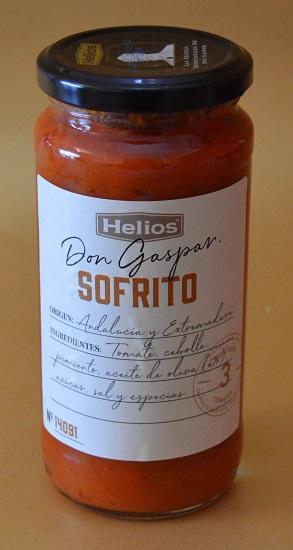 Helios
Helios
Don Gaspar.
SOFRITO
ORIGEN: Andalucía y Extremadura
INGREDIENTES: Tomate, cebolla,
pimiento, aceite de oliva
azúcar, sal y especias.
3
Nº 14091